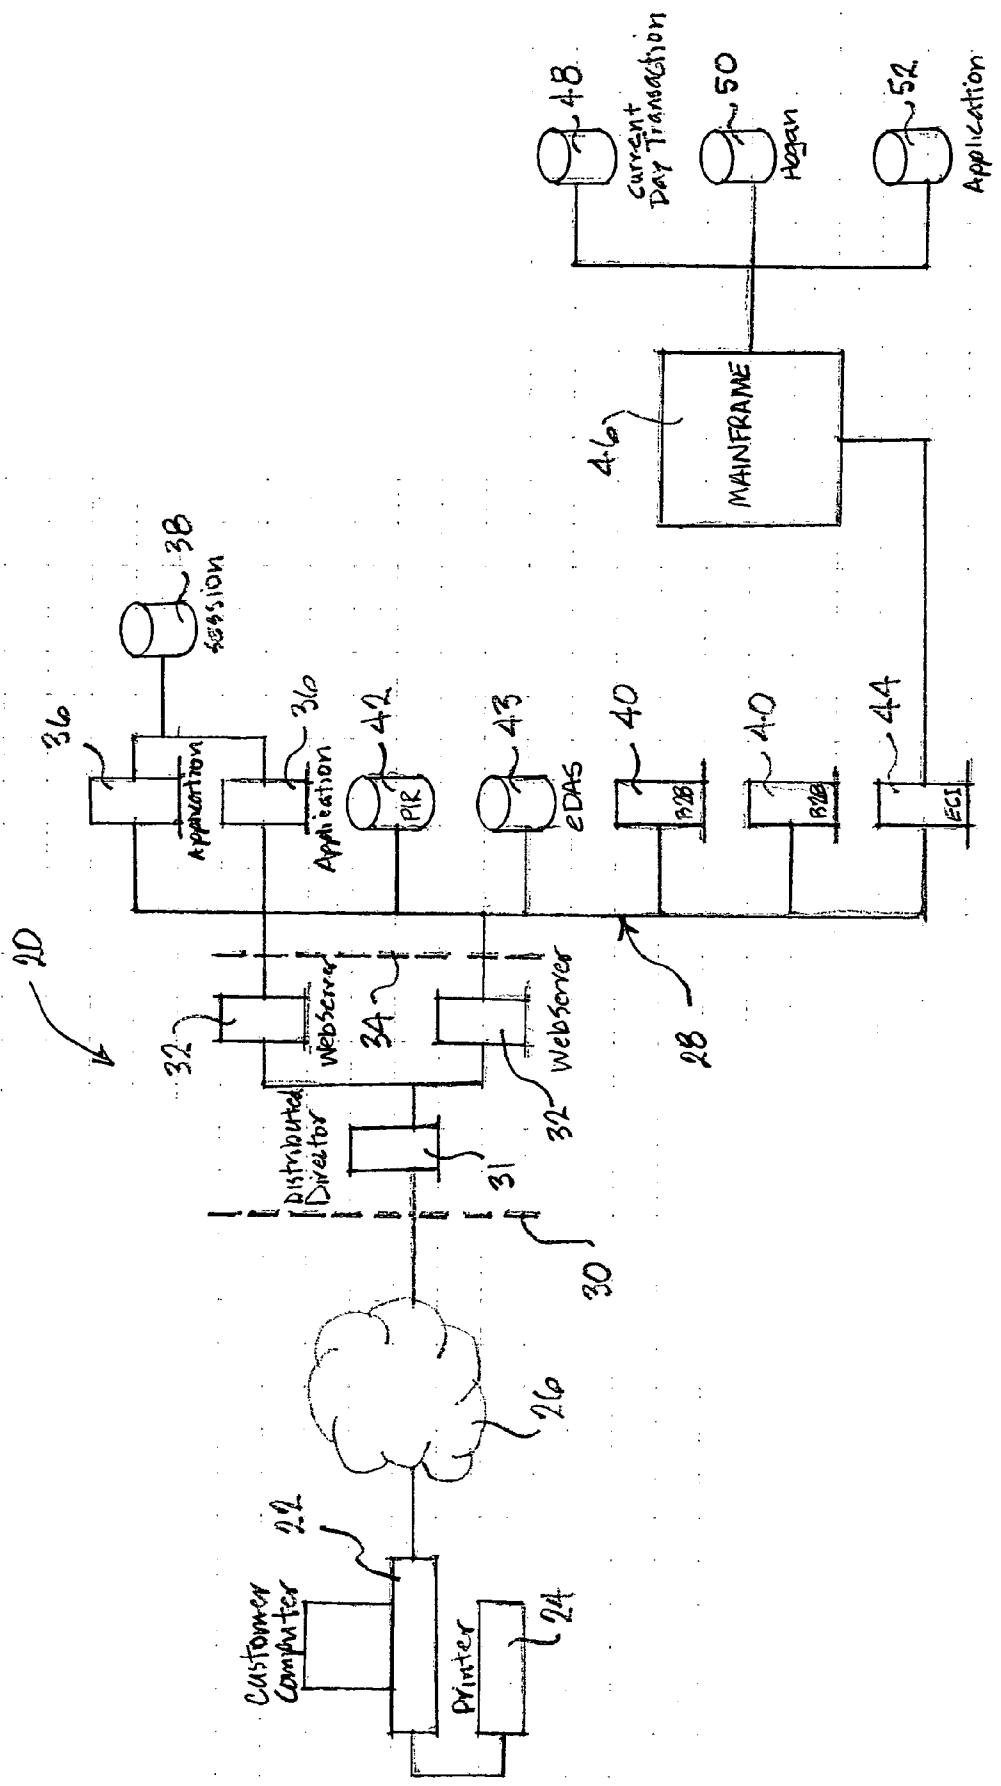 20
Customer
Computer
22
Printer
24
26
30
Distributed
Director
31
32
WebServer
34
32
WebServer
28
36
Application
36
Application
38
Session
42
PIR
43
eDAS
40
B2B
40
B2B
44
ECI
46
MAINFRAME
48
Current
Day Transaction
50
Hogan
52
Application